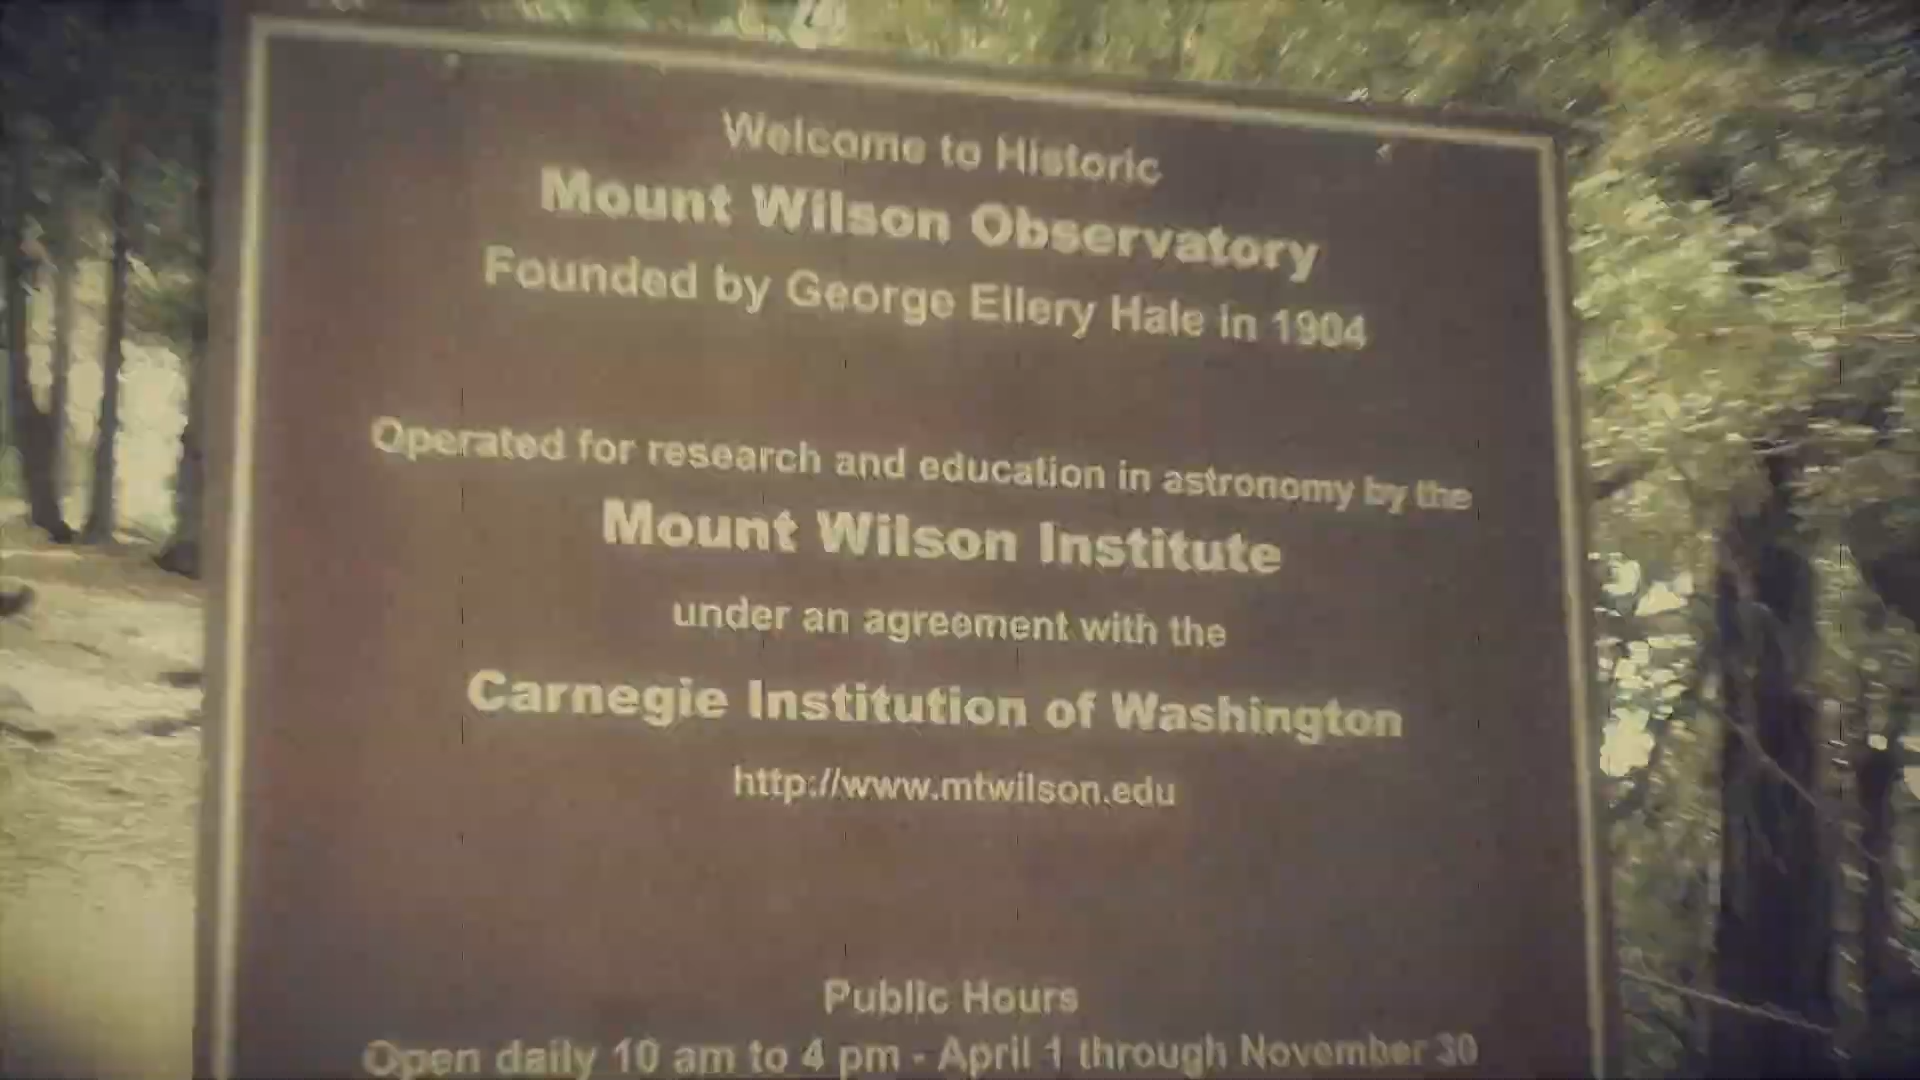 Welcome to Historic
Mount Wilson Observatory
Founded by George Ellery Hale in 1904
Operated for research and education in astronomy by the
Mount Wilson Institute
under an agreement with the
Carnegie Institution of Washington
http://www.mtwilson.edu
Public Hours
Open daily 10 am to 4 pm - April 1 through November 30